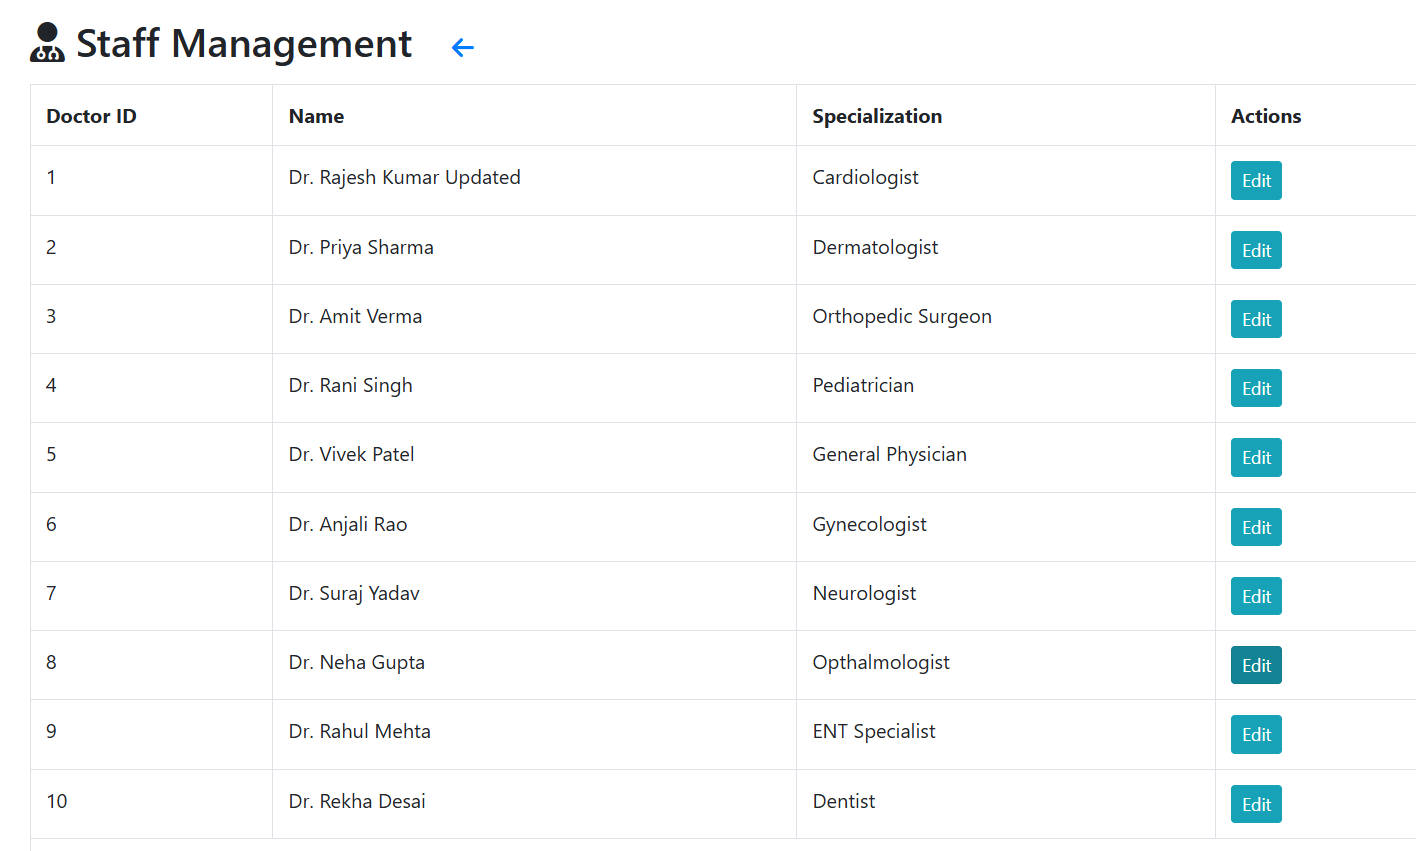 Staff Management
Doctor ID Name Specialization Actions
1 Dr. Rajesh Kumar Updated Cardiologist Edit
2 Dr. Priya Sharma Dermatologist Edit
3 Dr. Amit Verma Orthopedic Surgeon Edit
4 Dr. Rani Singh Pediatrician Edit
5 Dr. Vivek Patel General Physician Edit
6 Dr. Anjali Rao Gynecologist Edit
7 Dr. Suraj Yadav Neurologist Edit
8 Dr. Neha Gupta Opthalmologist Edit
9 Dr. Rahul Mehta ENT Specialist Edit
10 Dr. Rekha Desai Dentist Edit